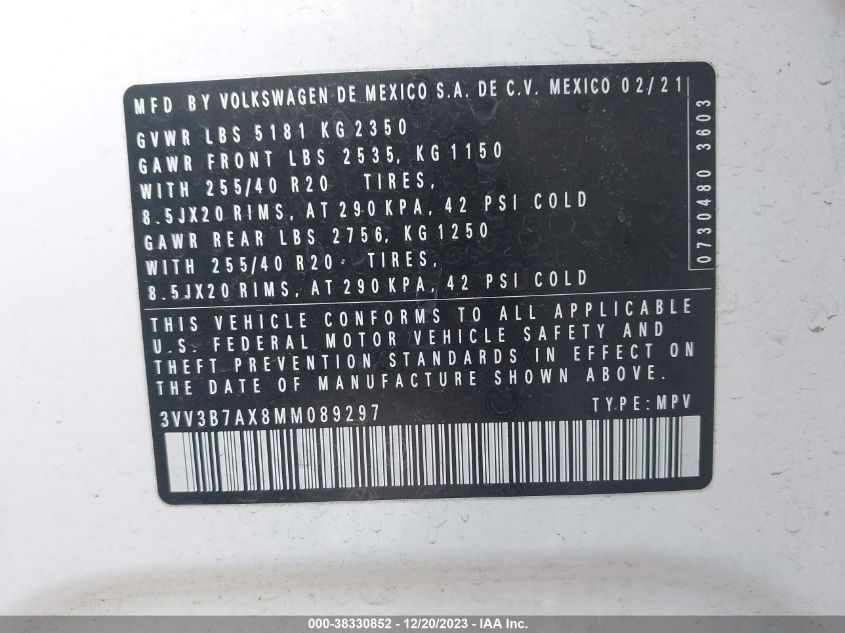 MFD BY VOLKSWAGEN DE MEXICO S.A. DE C.V. MEXICO 02/21
GVWR LBS 5181 KG 2350
GAWR FRONT LBS 2535, KG 1150
WITH 255/40 R20 TIRES,
8.5JX20 RIMS, AT 290 KPA, 42 PSI COLD
GAWR REAR LBS 2756, KG 1250
WITH 255/40 R20 TIRES,
8.5JX20 RIMS, AT 290 KPA, 42 PSI COLD
0730480 3603
THIS VEHICLE CONFORMS TO ALL APPLICABLE
U.S. FEDERAL MOTOR VEHICLE SAFETY AND
THEFT PREVENTION STANDARDS IN EFFECT ON
THE DATE OF MANUFACTURE SHOWN ABOVE.
3VV3B7AX8MM089297 TYPE: MPV
000-38330852 - 12/20/2023 - IAA Inc.